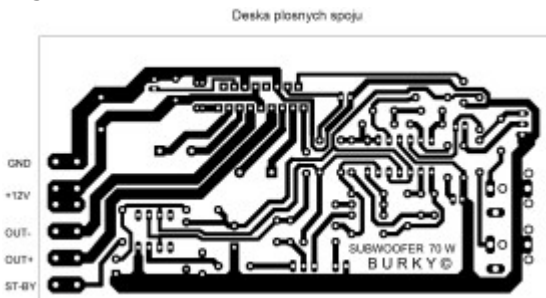 Deska plosnych spoju
GND
+12V
OUT-
OUT+
ST-BY
SUBWOOFER 70 W
BURKY©